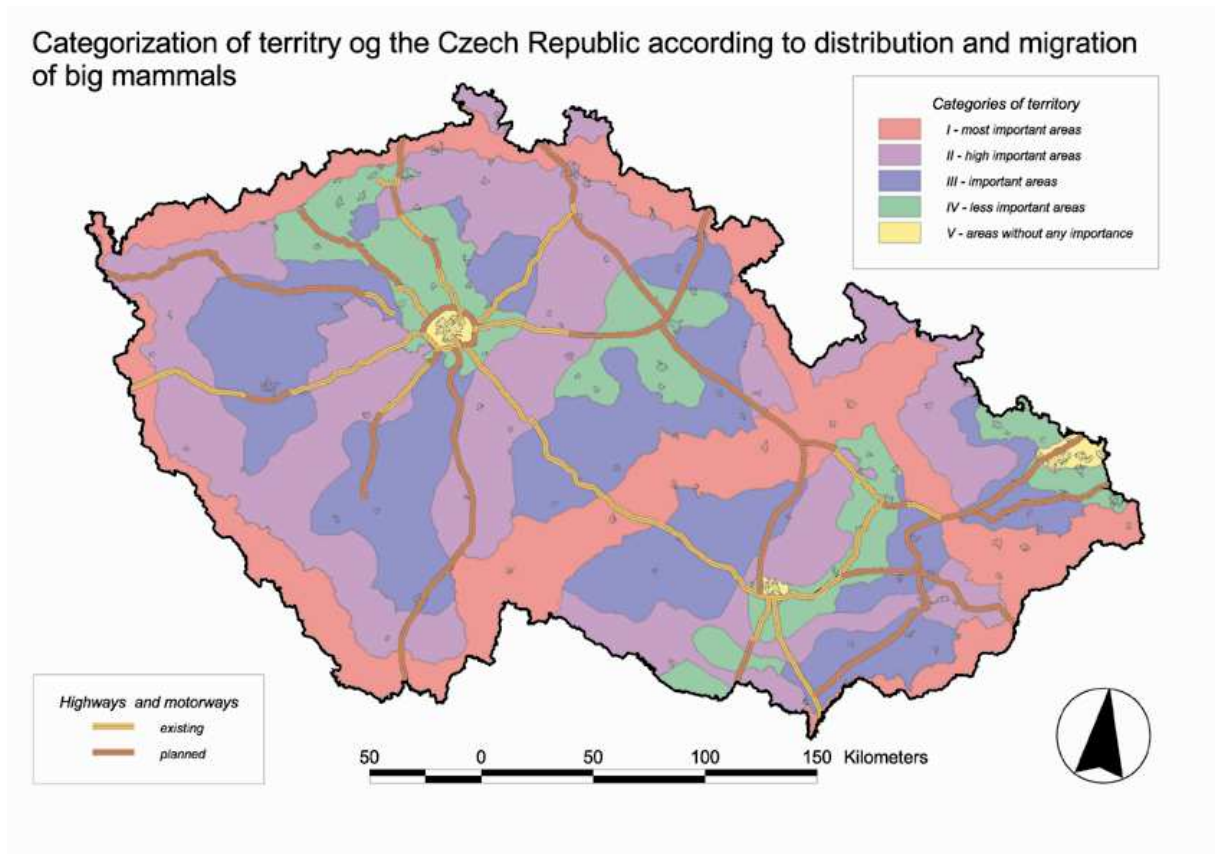 Categorization of territry og the Czech Republic according to distribution and migration
of big mammals
Categories of territory
I - most important areas
II - high important areas
III - important areas
IV - less important areas
V - areas without any importance
Highways and motorways
existing
planned
50 0 50 100 150 Kilometers